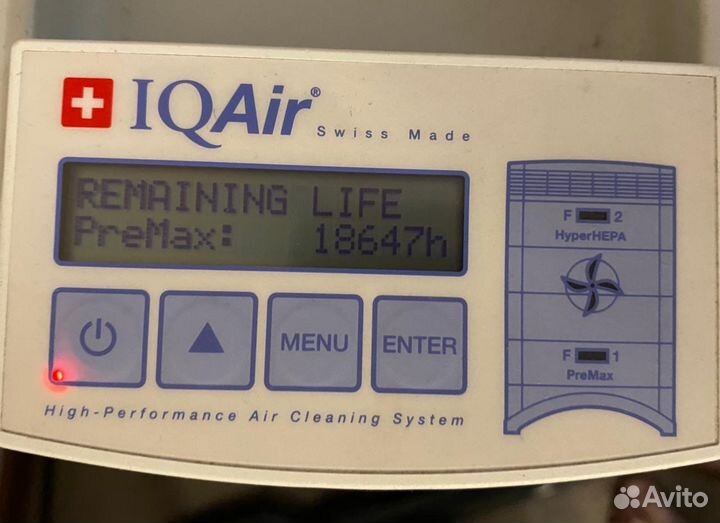 IQAir®
Swiss Made
REMAINING LIFE
PreMax: 18647h
F 2
HyperHEPA
MENU
ENTER
F 1
PreMax
High-Performance Air Cleaning System
Avito